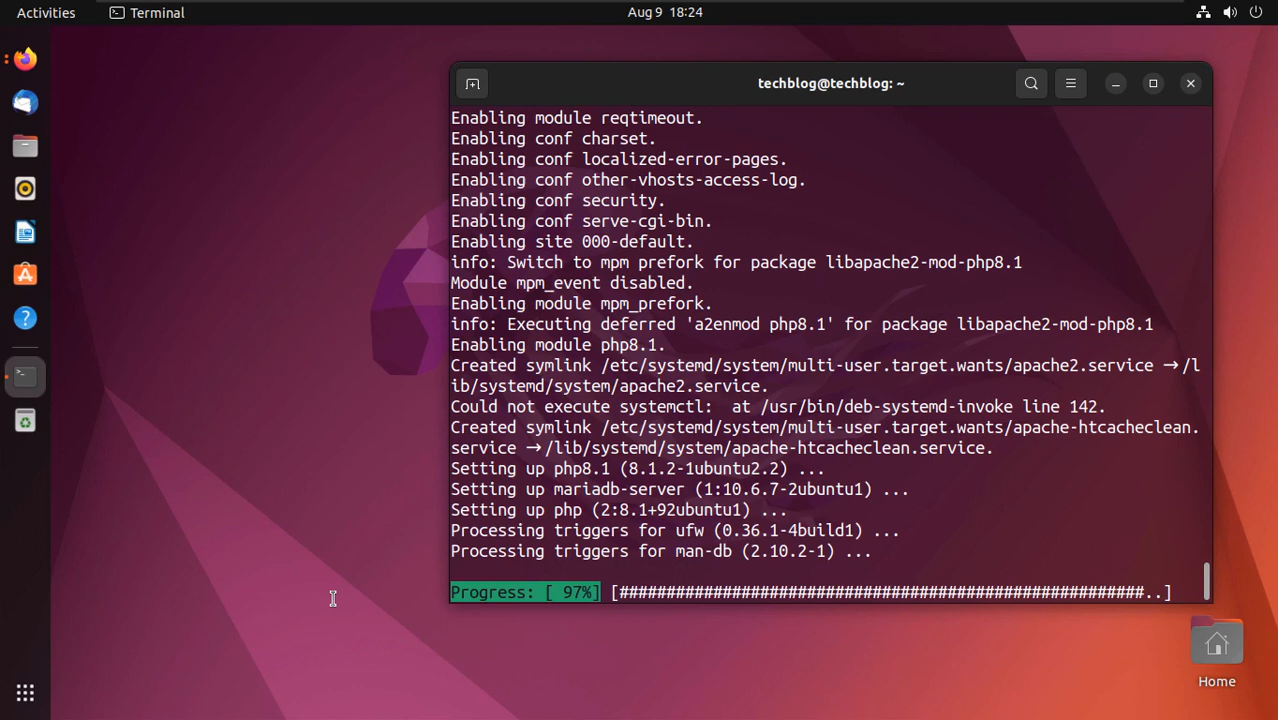 Activities
Terminal
Aug 9 18:24
techblog@techblog: ~
Enabling module reqtimeout.
Enabling conf charset.
Enabling conf localized-error-pages.
Enabling conf other-vhosts-access-log.
Enabling conf security.
Enabling conf serve-cgi-bin.
Enabling site 000-default.
info: Switch to mpm prefork for package libapache2-mod-php8.1
Module mpm_event disabled.
Enabling module mpm_prefork.
info: Executing deferred 'a2enmod php8.1' for package libapache2-mod-php8.1
Enabling module php8.1.
Created symlink /etc/systemd/system/multi-user.target.wants/apache2.service → /l
ib/systemd/system/apache2.service.
Could not execute systemctl:  at /usr/bin/deb-systemd-invoke line 142.
Created symlink /etc/systemd/system/multi-user.target.wants/apache-htcacheclean.
service → /lib/systemd/system/apache-htcacheclean.service.
Setting up php8.1 (8.1.2-1ubuntu2.2) ...
Setting up mariadb-server (1:10.6.7-2ubuntu1) ...
Setting up php (2:8.1+92ubuntu1) ...
Processing triggers for ufw (0.36.1-4build1) ...
Processing triggers for man-db (2.10.2-1) ...
Progress: [ 97%] [########################################################..]
Home